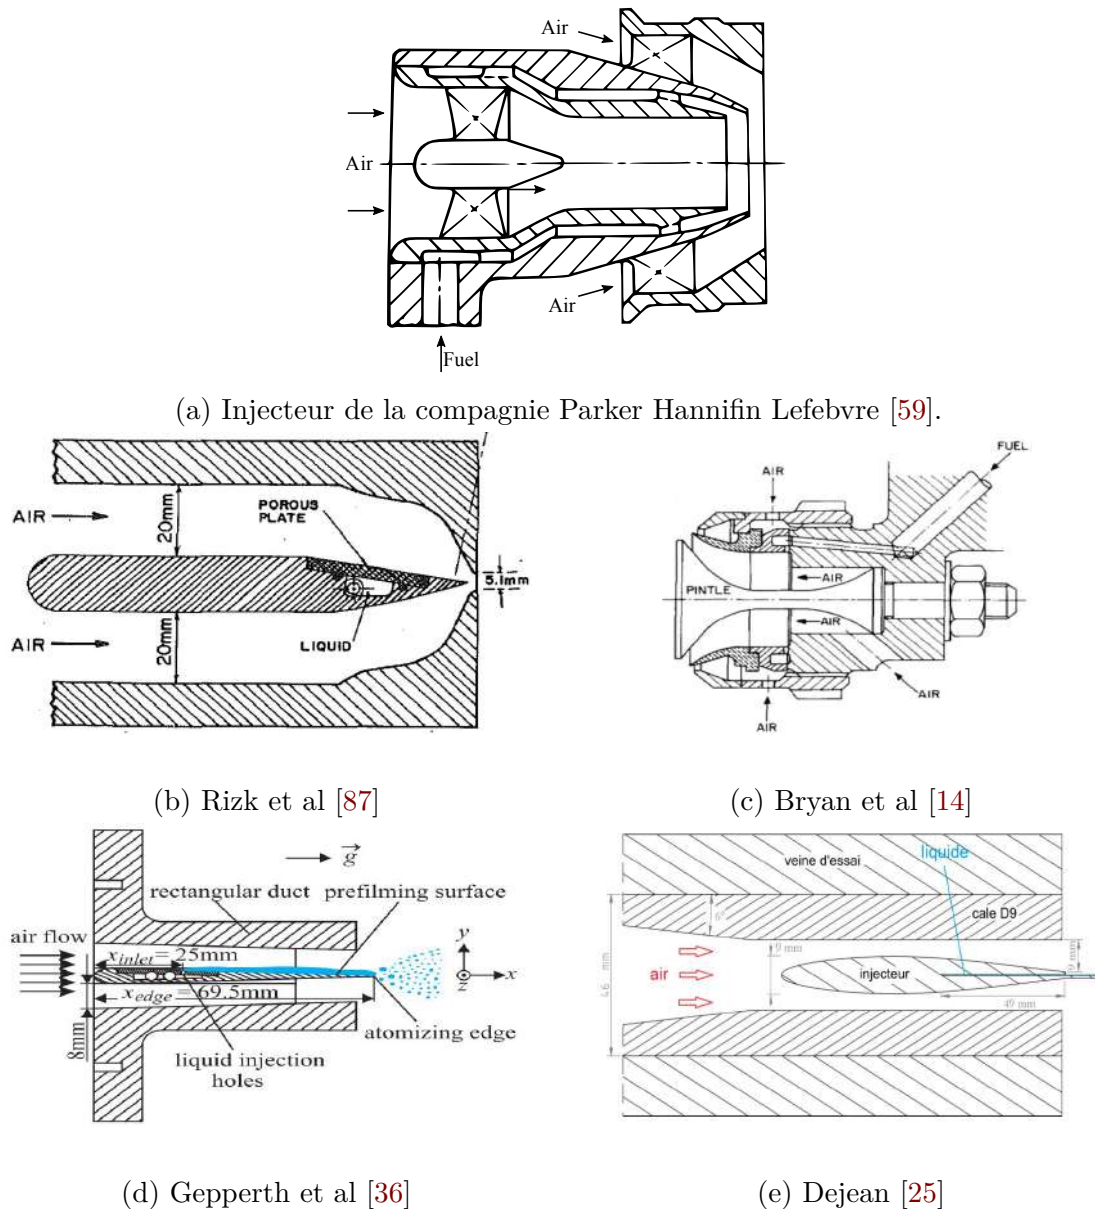 Air
Air
Air
Fuel
(a) Injecteur de la compagnie Parker Hannifin Lefebvre [59].
AIR
20mm
POROUS
PLATE
5.1mm
LIQUID
AIR
20mm
FUEL
AIR
PINTLE
AIR
AIR
AIR
AIR
(b) Rizk et al [87]
(c) Bryan et al [14]
g
rectangular duct
prefilming surface
air flow
x_inlet = 25mm
y
x
z
x_edge = 69.5mm
atomizing edge
8mm
liquid injection
holes
veine d'essai
liquide
cale D9
6°
9 mm
46 mm
air
injecteur
9 mm
49 mm
(d) Gepperth et al [36]
(e) Dejean [25]